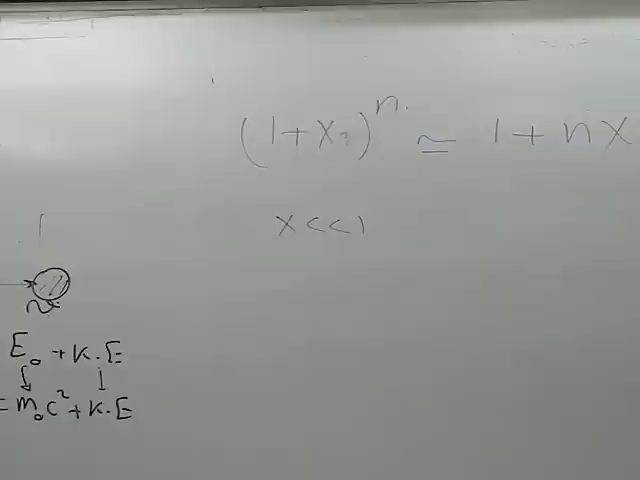 (1+x)ⁿ ≃ 1+nx
x<<1
E₀ + K.E
= m₀c² + K.E